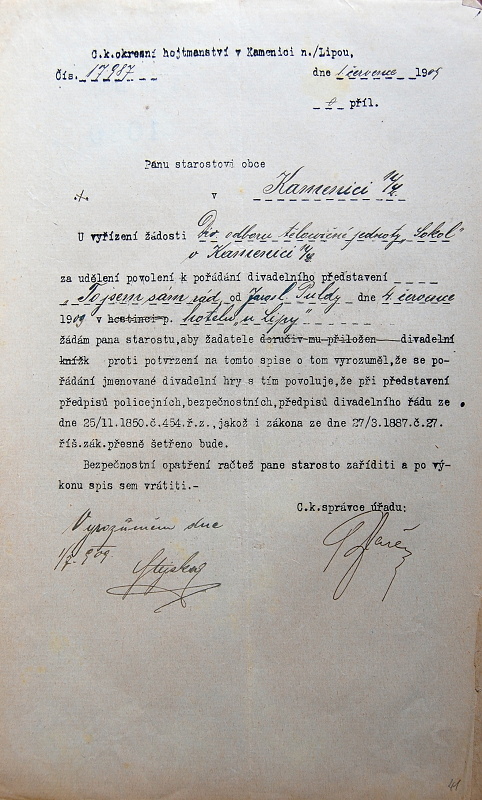 C.k.okresní hejtmanství v Kamenici n./Lipou,
Čís. 17987 dne 1 července 1909
příl.
Pánu starostovi obce
v Kamenici n/L.
U vyřízení žádosti Div. odboru tělocvičné jednoty "Sokol"
v Kamenici n/L
za udělení povolení k pořádání divadelního představení
"To jsem sám rád" od Jarosl. Puldy dne 4 července
1909 v hostinci p. hotelu "u Lípy"
žádám pana starostu,aby žadatele doručiv mu přiložen divadelní
knížk proti potvrzení na tomto spise o tom vyrozuměl,že se po-
řádání jmenované divadelní hry s tím povoluje,že při představení
předpisů policejních,bezpečnostních,předpisů divadelního řádu ze
dne 25/11.1850.č.454.ř.z.,jakož i zákona ze dne 27/3.1887.č.27.
říš.zák.přesně šetřeno bude.
Bezpečnostní opatření račtež pane starosto zaříditi a po vý-
konu spis sem vrátiti.-
C.k.správce úřadu:
Vyrozuměn dne
1/7 909.
Stejskal
41